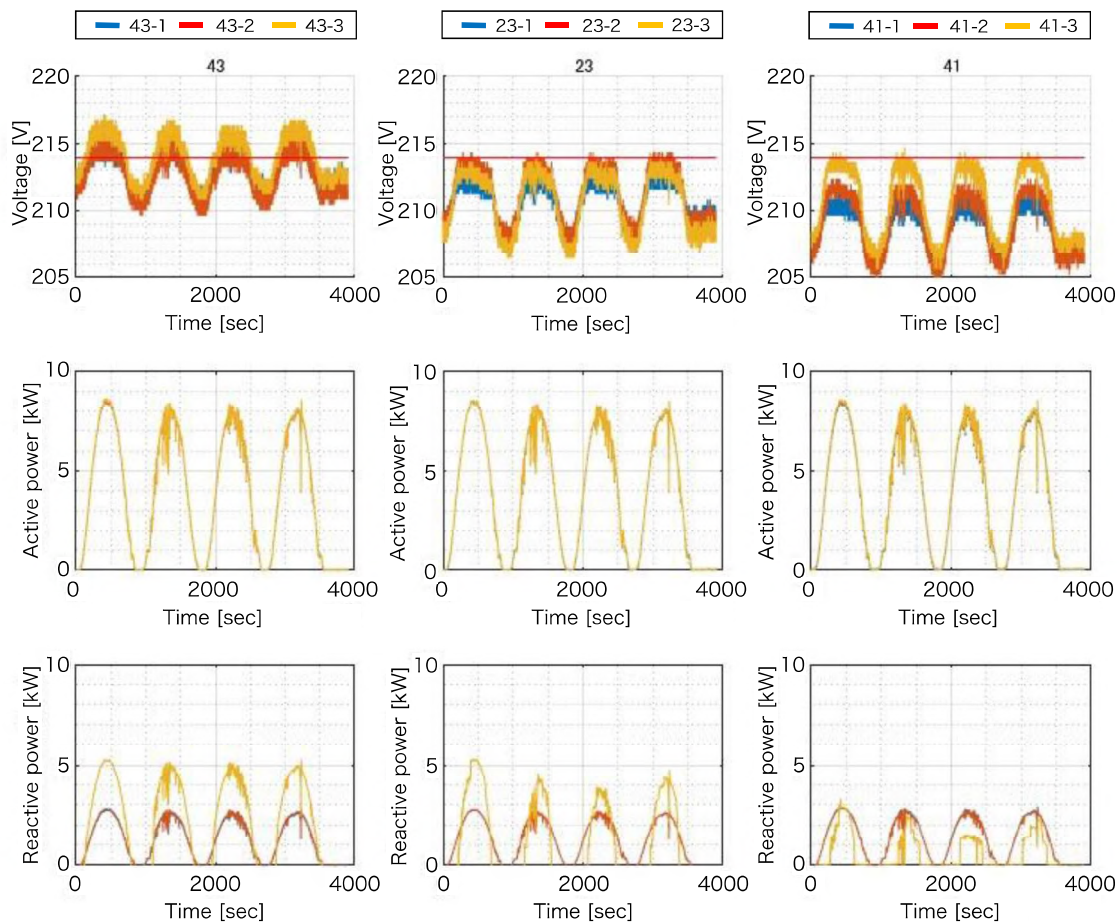 43-1 43-2 43-3
23-1 23-2 23-3
41-1 41-2 41-3
43
23
41
220
215
210
205
Voltage [V]
0 2000 4000
Time [sec]
220
215
210
205
Voltage [V]
0 2000 4000
Time [sec]
220
215
210
205
Voltage [V]
0 2000 4000
Time [sec]
10
5
0
Active power [kW]
0 2000 4000
Time [sec]
10
5
0
Active power [kW]
0 2000 4000
Time [sec]
10
5
0
Active power [kW]
0 2000 4000
Time [sec]
10
5
0
Reactive power [kW]
0 2000 4000
Time [sec]
10
5
0
Reactive power [kW]
0 2000 4000
Time [sec]
10
5
0
Reactive power [kW]
0 2000 4000
Time [sec]